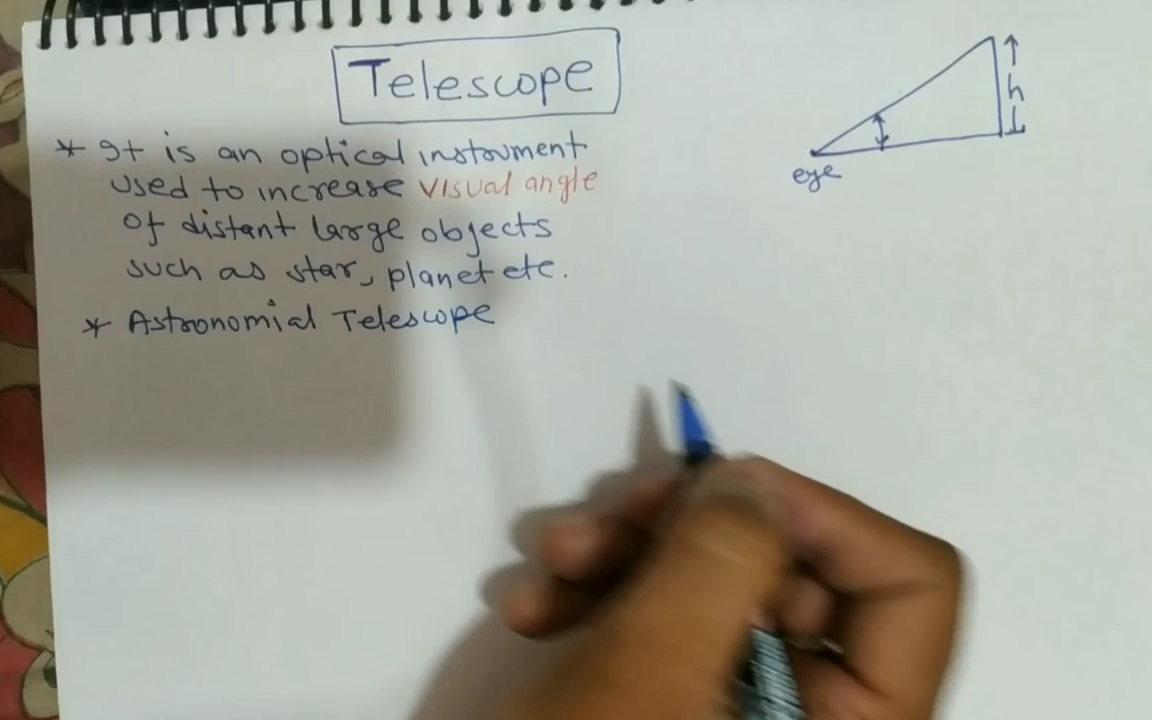 Telescope
* It is an optical instrument
used to increase visual angle
of distant large objects
such as star, planet etc.
* Astronomial Telescope
h
eye